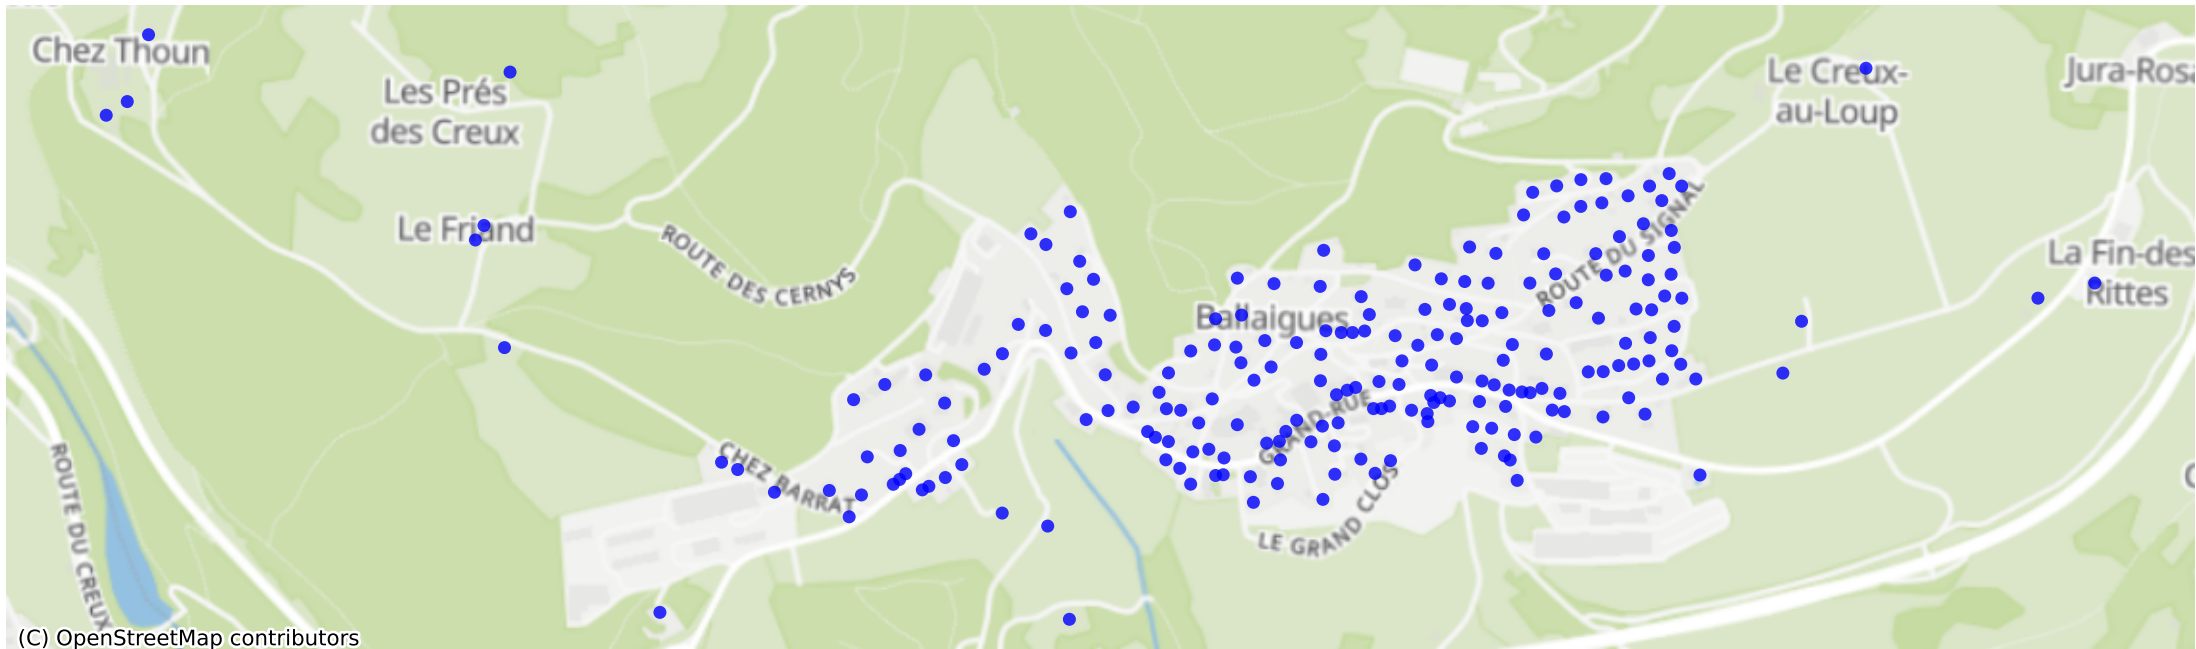 Chez Thoun
Les Prés
des Creux
Le Friand
ROUTE DES CERNYS
Le Creux-
au-Loup
Jura-Rosa
La Fin-des
Rittes
ROUTE DU SIGNAL
Ballaigues
GRAND-RUE
LE GRAND CLOS
CHEZ BARRAT
ROUTE DU CREUX
(C) OpenStreetMap contributors